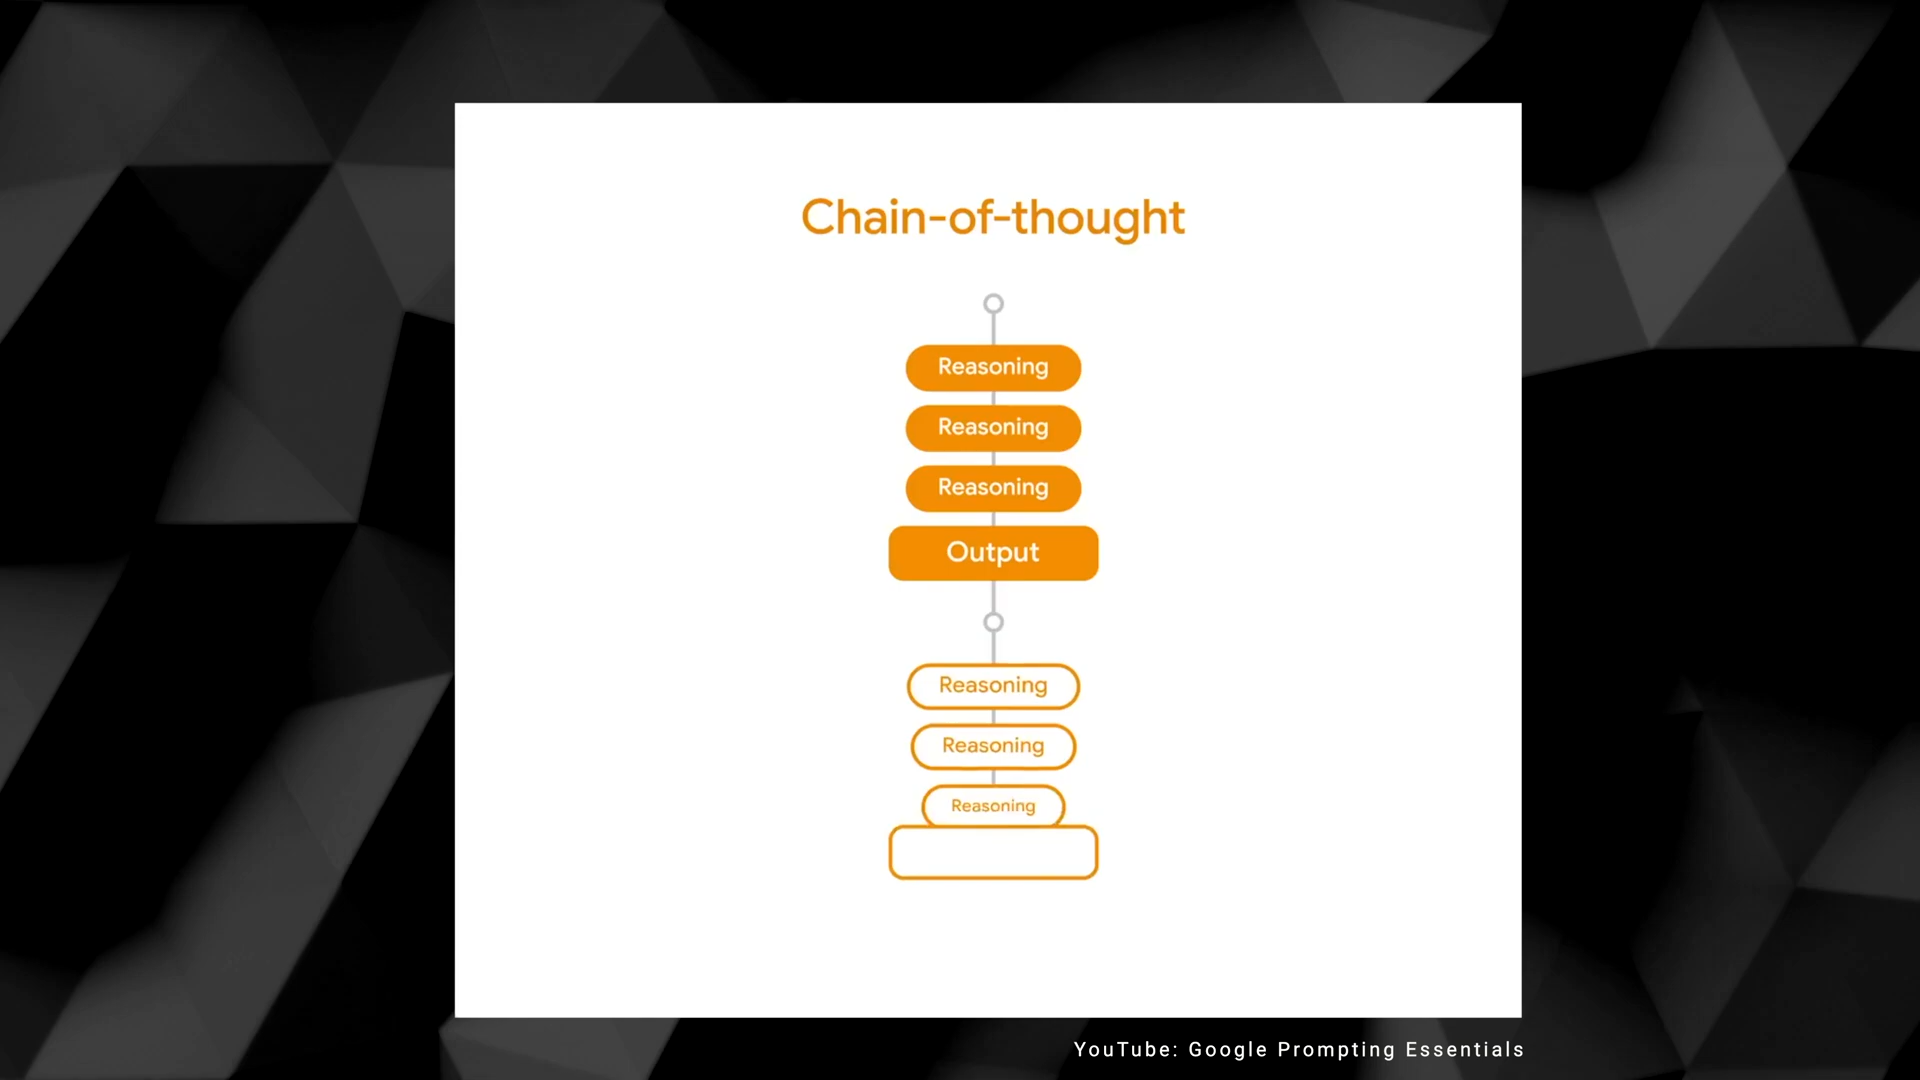 Chain-of-thought
Reasoning
Reasoning
Reasoning
Output
Reasoning
Reasoning
Reasoning
YouTube: Google Prompting Essentials